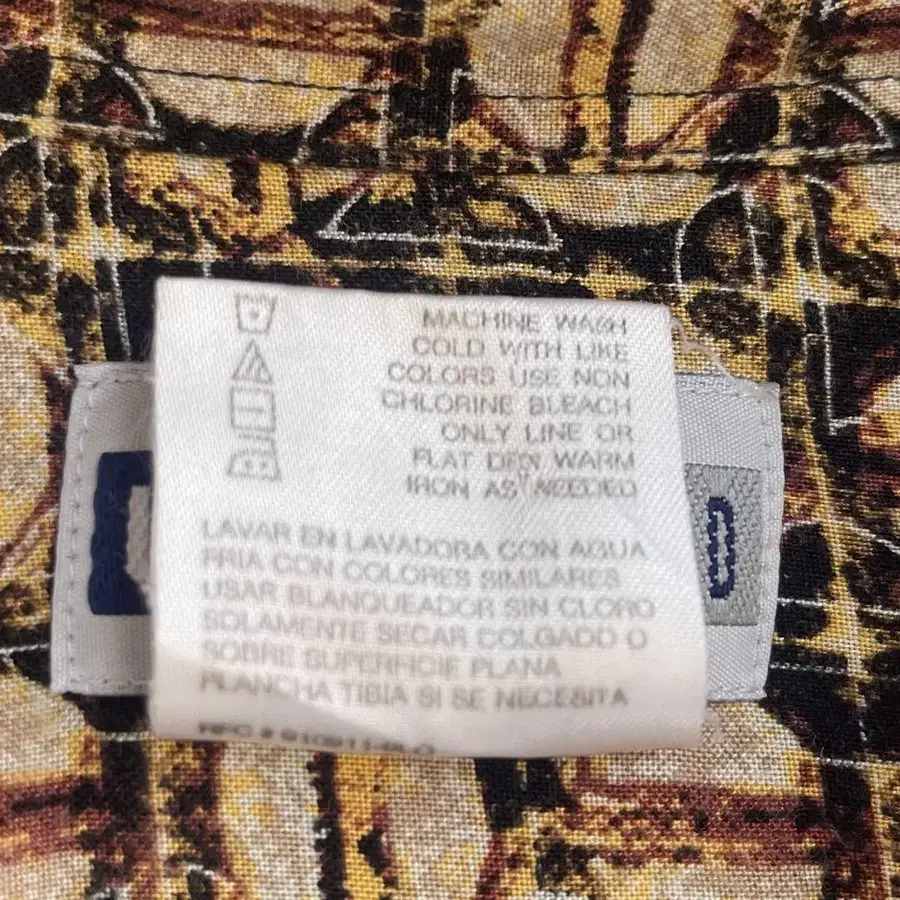 MACHINE WASH
COLD WITH LIKE
COLORS USE NON
CHLORINE BLEACH
ONLY LINE OR
FLAT DRY WARM
IRON AS NEEDED
LAVAR EN LAVADORA CON AGUA
FRIA CON COLORES SIMILARES
USAR BLANQUEADOR SIN CLORO
SOLAMENTE SECAR COLGADO O
SOBRE SUPERFICIE PLANA
PLANCHA TIBIA SI SE NECESITA